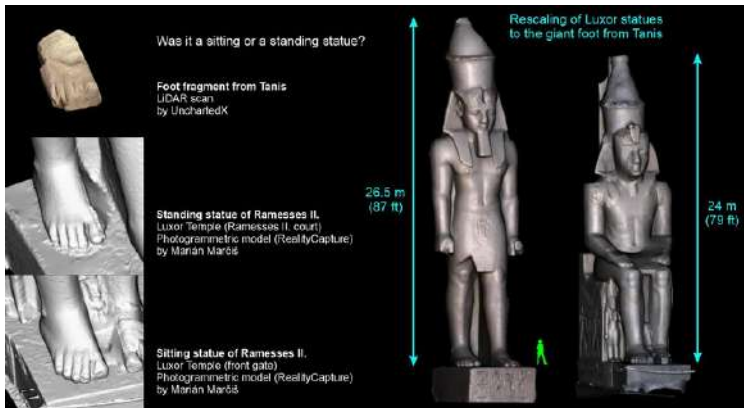 Was it a sitting or a standing statue?
Foot fragment from Tanis
LiDAR scan
by UnchartedX
Standing statue of Ramesses II.
Luxor Temple (Ramesses II. court)
Photogrammetric model (RealityCapture)
by Marián Marčiš
Sitting statue of Ramesses II.
Luxor Temple (front gate)
Photogrammetric model (RealityCapture)
by Marián Marčiš
Rescaling of Luxor statues
to the giant foot from Tanis
26.5 m
(87 ft)
24 m
(79 ft)